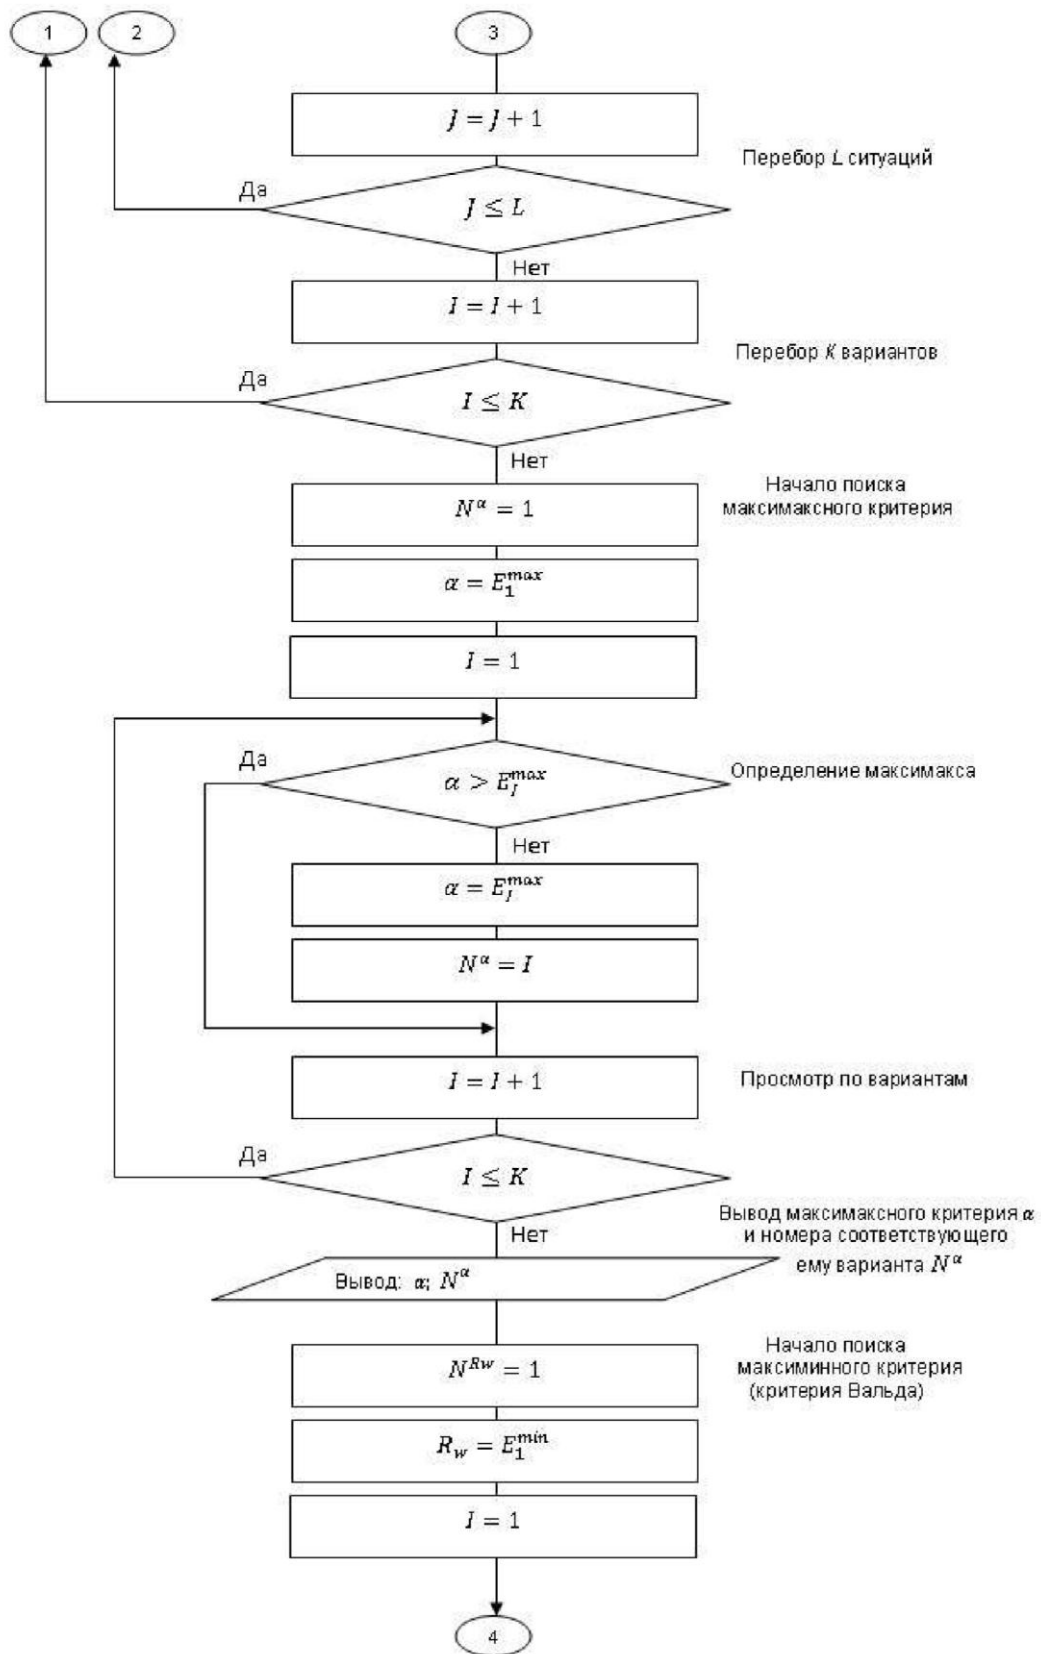 1
2
3
J = J + 1
Перебор L ситуаций
Да
J ≤ L
Нет
I = I + 1
Перебор K вариантов
Да
I ≤ K
Нет
Начало поиска
максимаксного критерия
N^α = 1
α = E_1^max
I = 1
Да
α > E_I^max
Определение максимакса
Нет
α = E_I^max
N^α = I
I = I + 1
Просмотр по вариантам
Да
I ≤ K
Нет
Вывод максимаксного критерия α
и номера соответствующего
ему варианта N^α
Вывод: α; N^α
Начало поиска
максиминного критерия
(критерия Вальда)
N^Rw = 1
R_w = E_1^min
I = 1
4